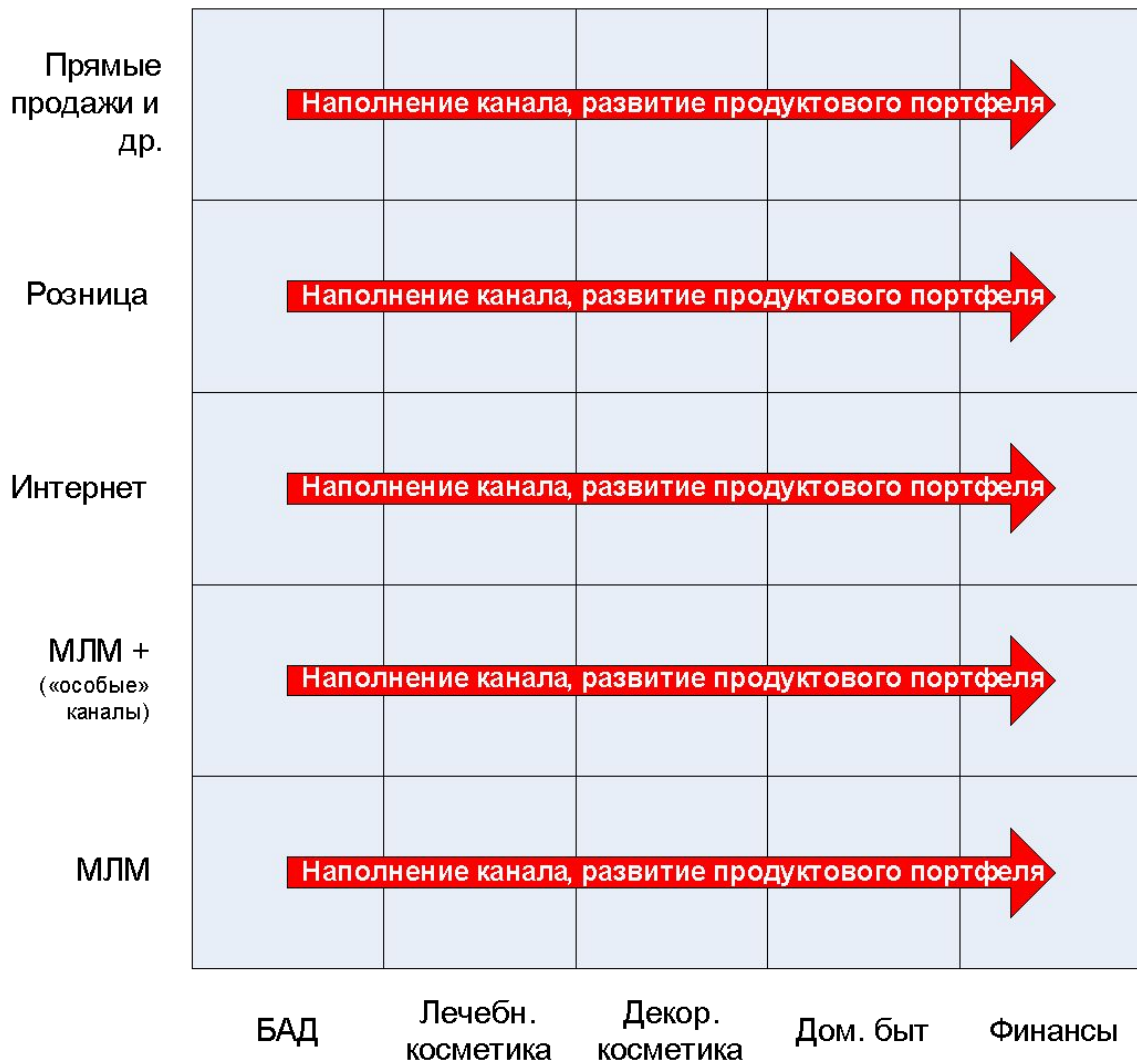 Прямые
продажи и
др.
Наполнение канала, развитие продуктового портфеля
Розница
Наполнение канала, развитие продуктового портфеля
Интернет
Наполнение канала, развитие продуктового портфеля
МЛМ +
(«особые»
каналы)
Наполнение канала, развитие продуктового портфеля
МЛМ
Наполнение канала, развитие продуктового портфеля
БАД
Лечебн.
косметика
Декор.
косметика
Дом. быт
Финансы